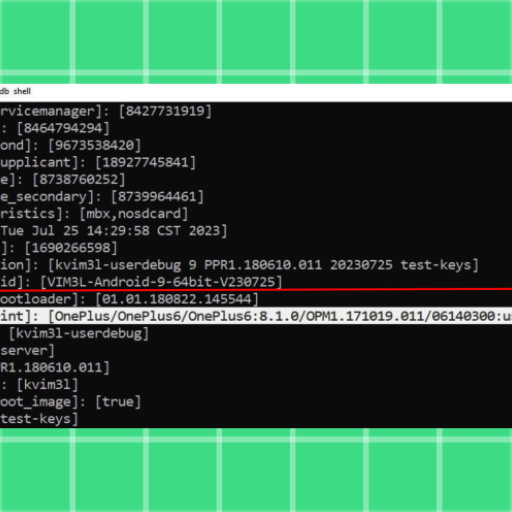 db shell
rvicemanager]: [8427731919]
: [8464794294]
ond]: [9673538420]
upplicant]: [18927745841]
e]: [8738760252]
e_secondary]: [8739964461]
ristics]: [mbx,nosdcard]
Tue Jul 25 14:29:58 CST 2023]
]: [1690266598]
ion]: [kvim3l-userdebug 9 PPR1.180610.011 20230725 test-keys]
id]: [VIM3L-Android-9-64bit-V230725]
ootloader]: [01.01.180822.145544]
int]: [OnePlus/OnePlus6/OnePlus6:8.1.0/OPM1.171019.011/06140300:us
[kvim3l-userdebug]
server]
R1.180610.011]
: [kvim3l]
oot_image]: [true]
test-keys]